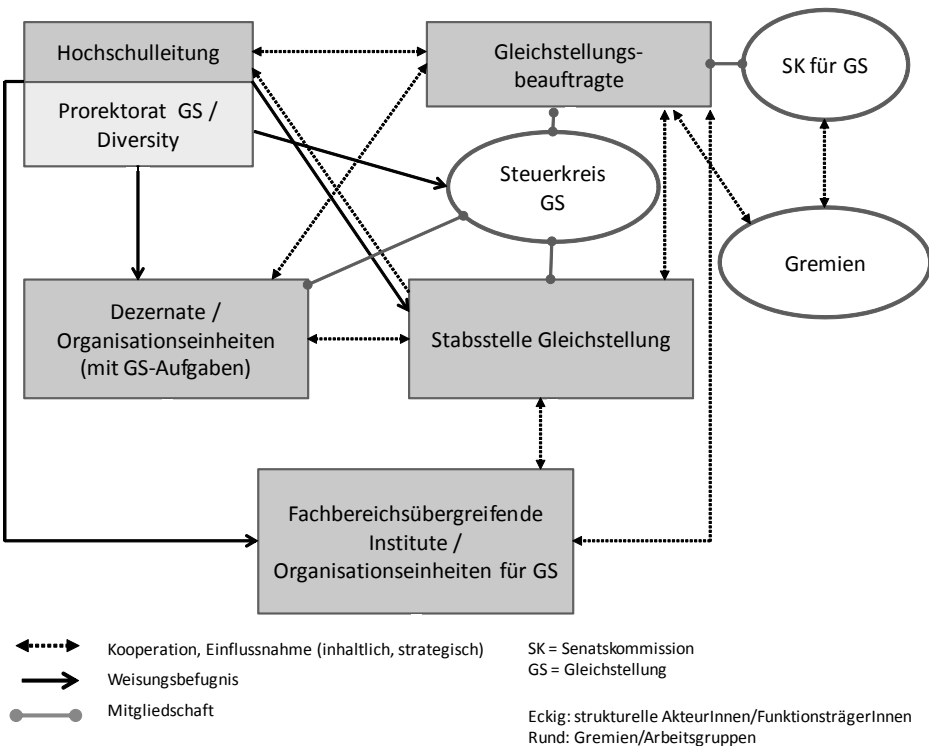 Hochschulleitung
Prorektorat GS /
Diversity
Gleichstellungs-
beauftragte
SK für GS
Steuerkreis
GS
Gremien
Dezernate /
Organisationseinheiten
(mit GS-Aufgaben)
Stabsstelle Gleichstellung
Fachbereichsübergreifende
Institute /
Organisationseinheiten für GS
Kooperation, Einflussnahme (inhaltlich, strategisch)
Weisungsbefugnis
Mitgliedschaft
SK = Senatskommission
GS = Gleichstellung
Eckig: strukturelle AkteurInnen/FunktionsträgerInnen
Rund: Gremien/Arbeitsgruppen